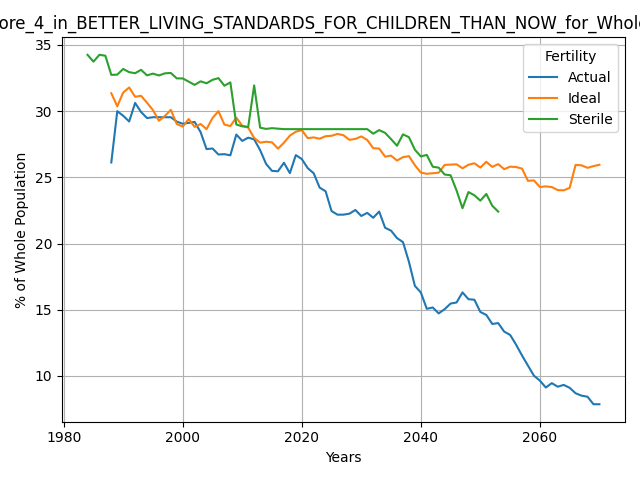 ore_4_in_BETTER_LIVING_STANDARDS_FOR_CHILDREN_THAN_NOW_for_Whole
35
30
25
20
15
10
% of Whole Population
Fertility
Actual
Ideal
Sterile
1980 2000 2020 2040 2060
Years